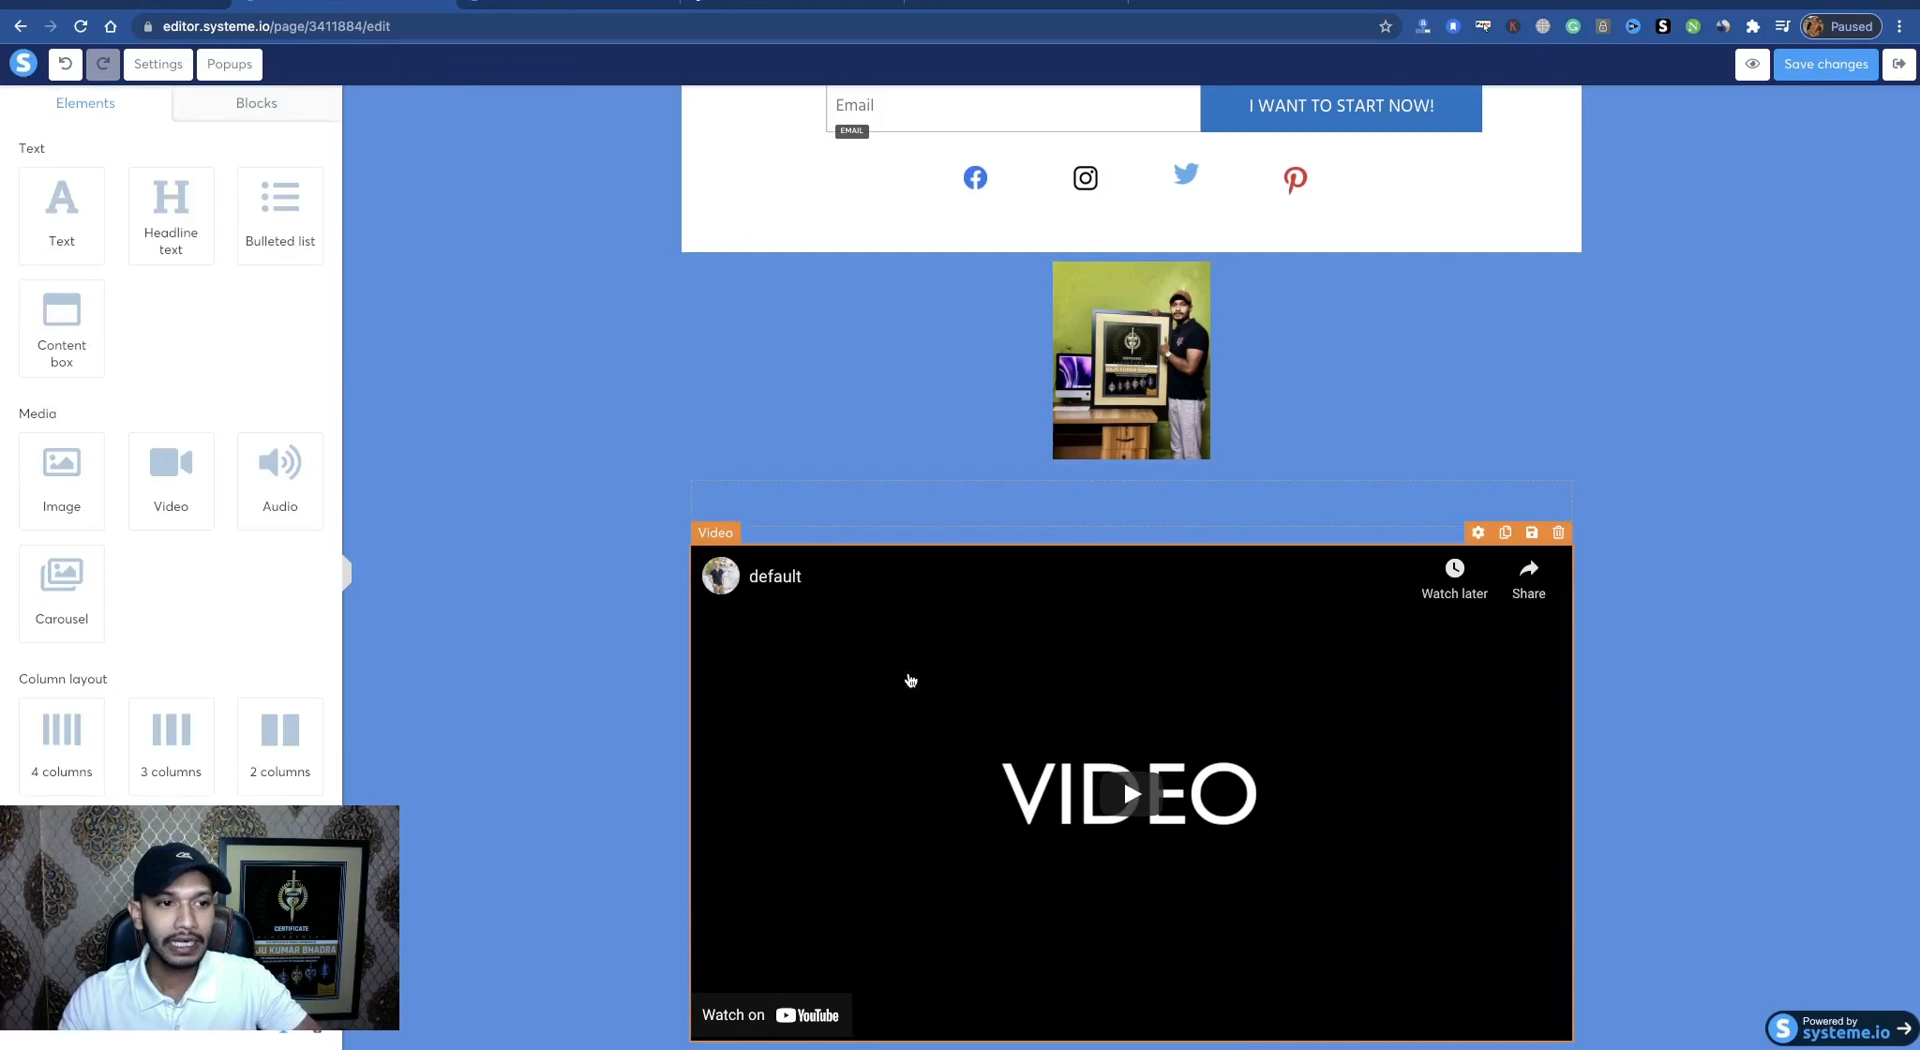 editor.systeme.io/page/3411884/edit
Paused
Settings
Popups
Save changes
Elements
Blocks
Text
Text
Headline text
Bulleted list
Content box
Media
Image
Video
Audio
Carousel
Column layout
4 columns
3 columns
2 columns
Email
EMAIL
I WANT TO START NOW!
Video
default
Watch later
Share
VIDEO
Watch on YouTube
CERTIFICATE
JU KUMAR BHADRA
Powered by
systeme.io